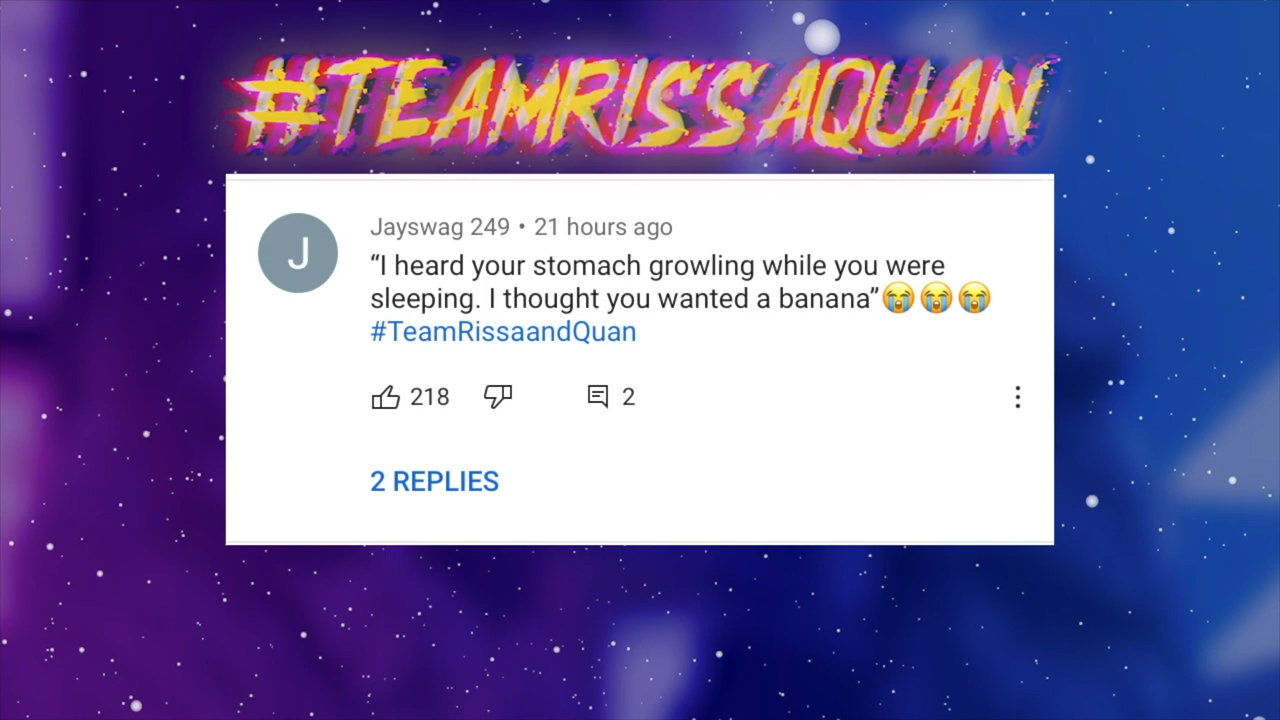 #TEAMRISSAQUAN
J
Jayswag 249 • 21 hours ago
“I heard your stomach growling while you were
sleeping. I thought you wanted a banana”😭😭😭
#TeamRissaandQuan
218
2
2 REPLIES